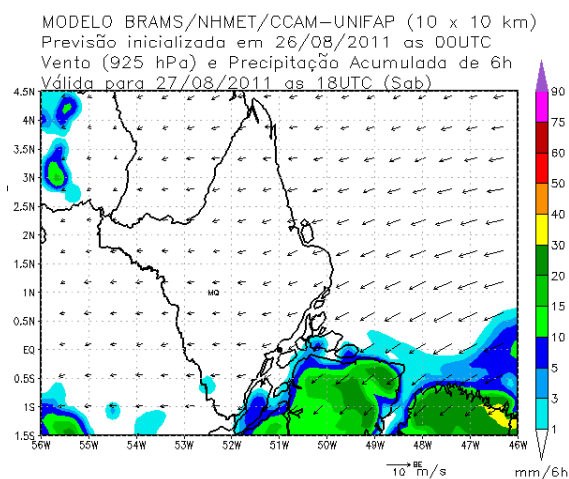 MODELO BRAMS/NHMET/CCAM-UNIFAP (10 x 10 km)
Previsão inicializada em 26/08/2011 as 00UTC
Vento (925 hPa) e Precipitação Acumulada de 6h
Válida para 27/08/2011 as 18UTC (Sab)
4.5N
4N
3.5N
3N
2.5N
2N
1.5N
1N
0.5N
EQ
0.5S
1S
1.5S
56W 55W 54W 53W 52W 51W 50W 49W 48W 47W 46W
MQ
BE
10 m/s
90
75
60
50
40
30
20
15
10
5
3
1
mm/6h